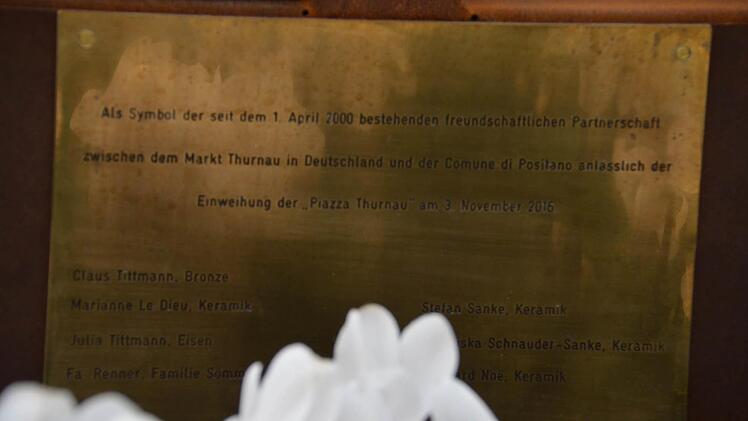 Als Symbol der seit dem 1. April 2000 bestehenden freundschaftlichen Partnerschaft
zwischen dem Markt Thurnau in Deutschland und der Comune di Positano anlässlich der
Einweihung der „Piazza Thurnau" am 3. November 2016
Claus Tittmann, Bronze
Marianne Le Dieu, Keramik
Stefan Sanke, Keramik
Julia Tittmann, Eisen
Schnauder-Sanke, Keramik
Fa. Renner, Familie
Noë, Keramik